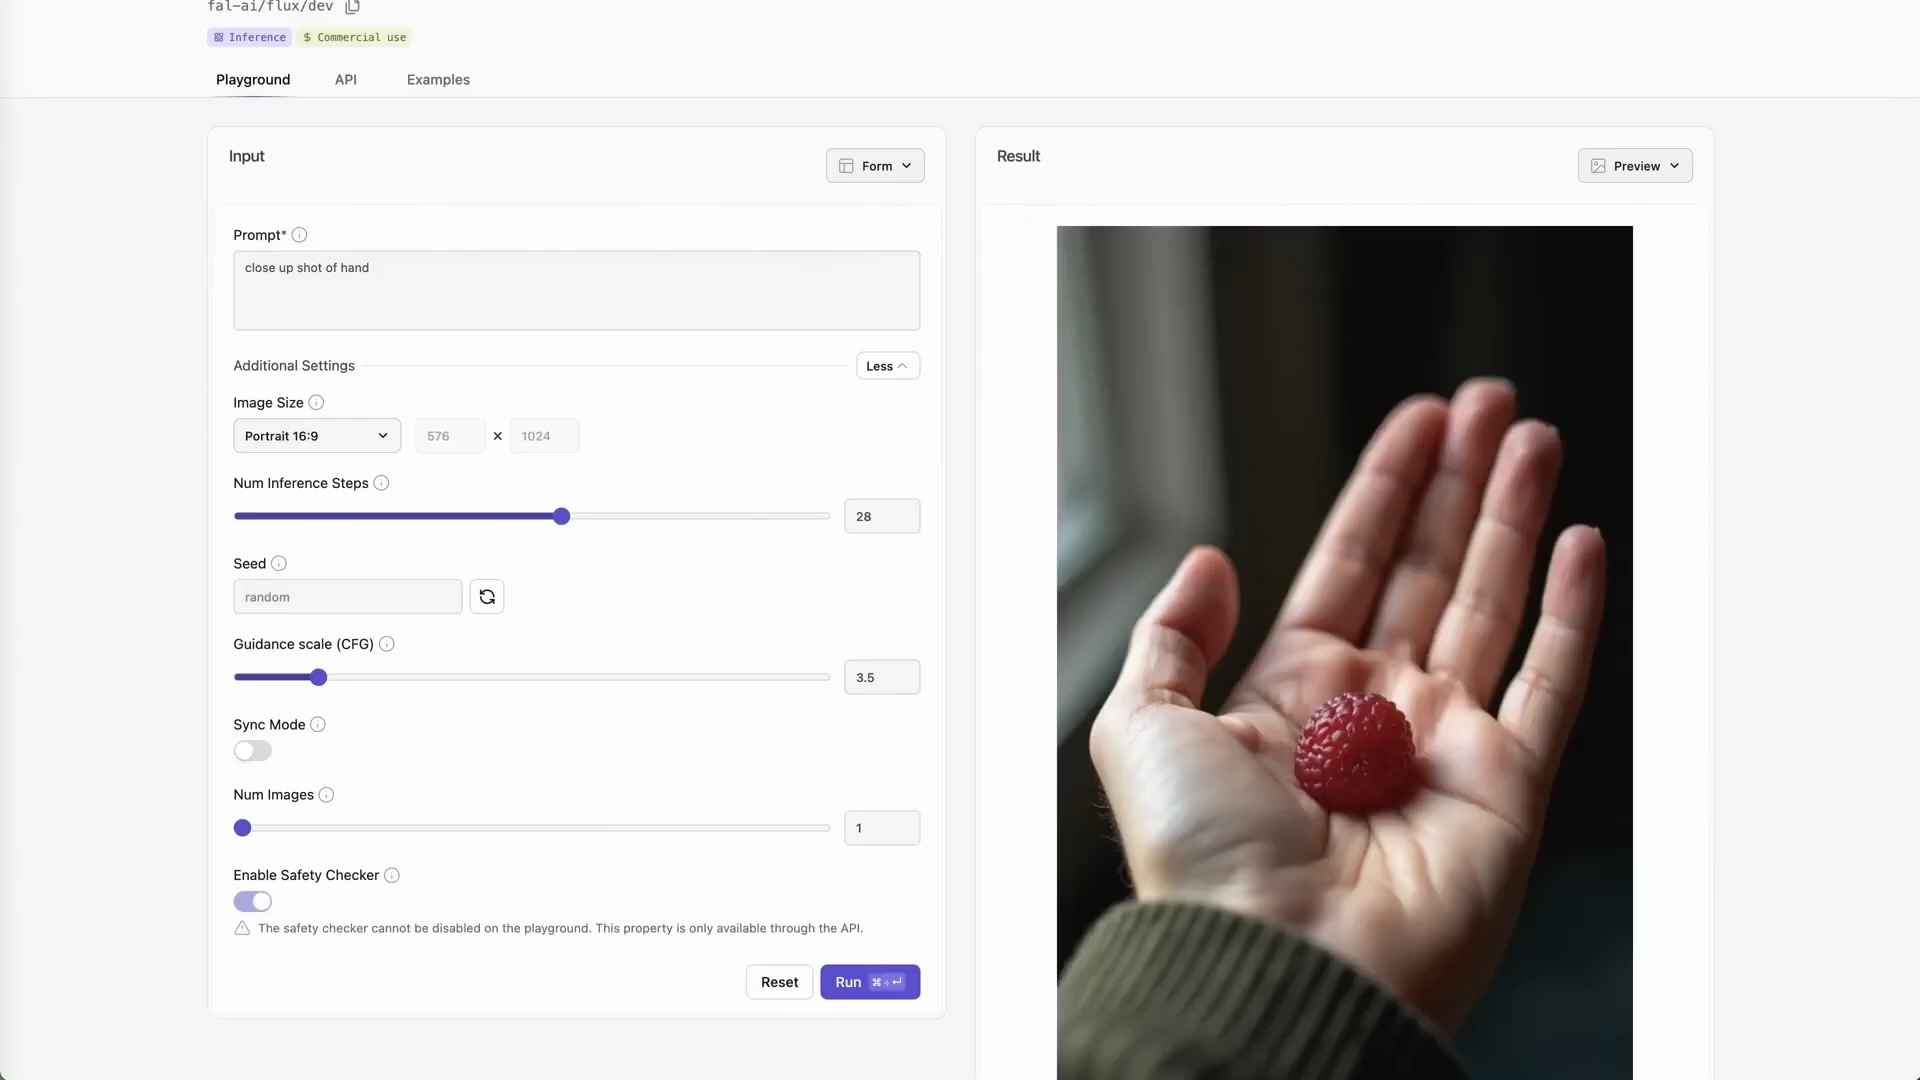 fal-ai/flux/dev
Inference
$ Commercial use
Playground
API
Examples
Input
Form
Prompt*
close up shot of hand
Additional Settings
Less
Image Size
Portrait 16:9
576 × 1024
Num Inference Steps
28
Seed
random
Guidance scale (CFG)
3.5
Sync Mode
Num Images
1
Enable Safety Checker
The safety checker cannot be disabled on the playground. This property is only available through the API.
Reset
Run ⌘+↵
Result
Preview